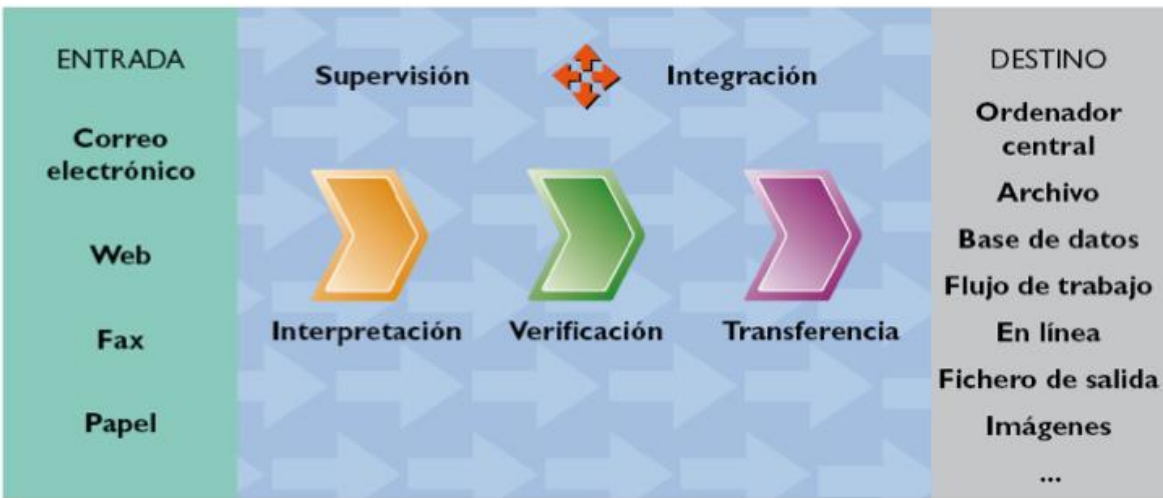 ENTRADA
Correo
electrónico
Web
Fax
Papel
Supervisión
Integración
Interpretación
Verificación
Transferencia
DESTINO
Ordenador
central
Archivo
Base de datos
Flujo de trabajo
En línea
Fichero de salida
Imágenes
...